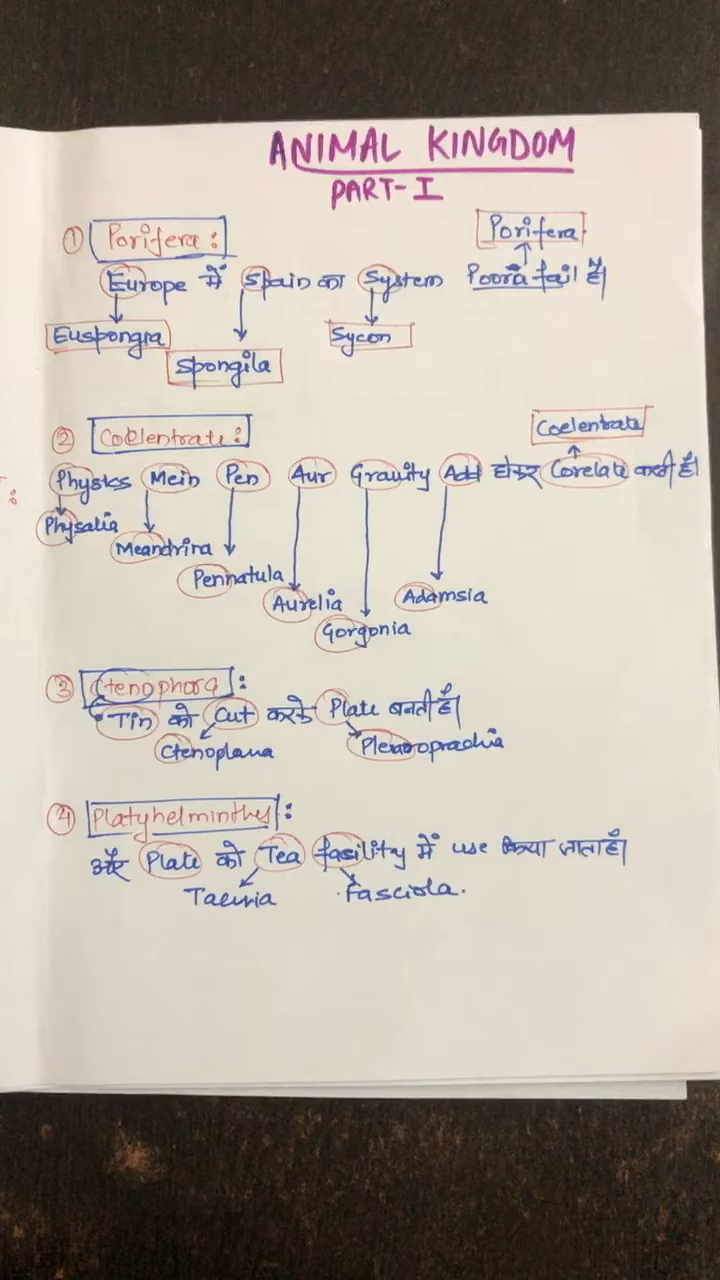 ANIMAL KINGDOM
PART-I
① Porifera :
Porifera
Europe में Spain का System Poora fail है
Euspongia
Spongila
Sycon
② Coelentrate :
Coelentrate
Physics Mein Pen Aur Gravity Add होकर Corelate करती है।
Physalia
Meandrina
Pennatula
Aurelia
Adamsia
Gorgonia
③ Ctenophora :
Tin को Cut करके Plate बनती है।
Ctenoplana
④ Platyhelminthes :
और Plate को Tea facility में use किया जाता है।
Taenia
Fasciola.